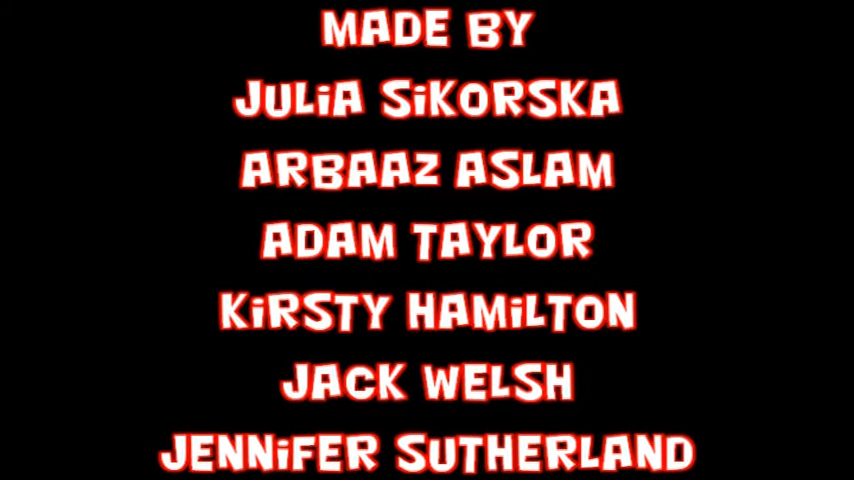 MADE BY
JULiA SiKORSKA
ARBAAZ ASLAM
ADAM TAYLOR
KiRSTY HAMiLTON
JACK WELSH
JENNiFER SUTHERLAND